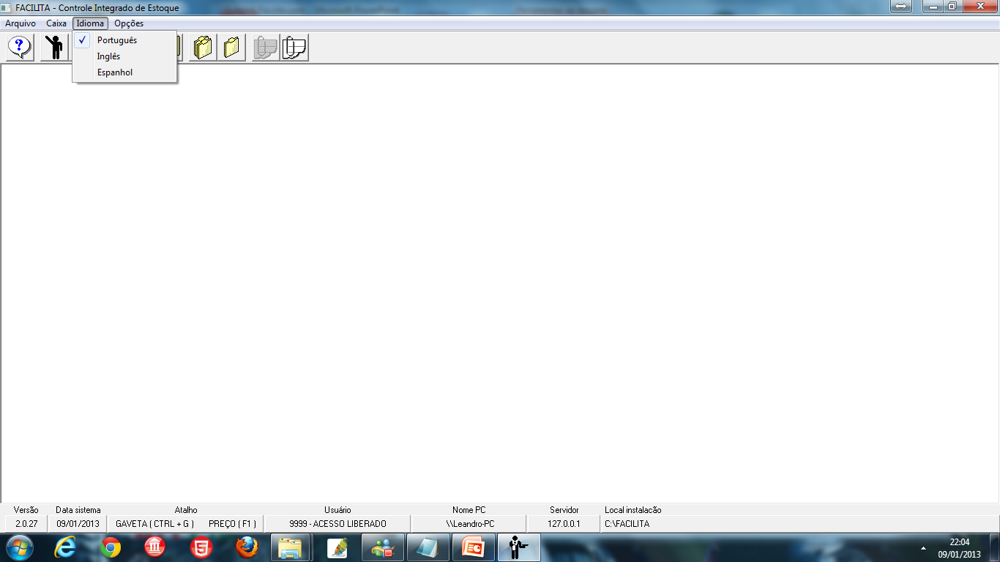 FACILITA - Controle Integrado de Estoque
Arquivo Caixa Idioma Opções
Português
Inglês
Espanhol
Versão Data sistema Atalho Usuário Nome PC Servidor Local instalacão
2.0.27 09/01/2013 GAVETA ( CTRL + G ) PREÇO ( F1 ) 9999 - ACESSO LIBERADO \\Leandro-PC 127.0.0.1 C:\FACILITA
22:04
09/01/2013